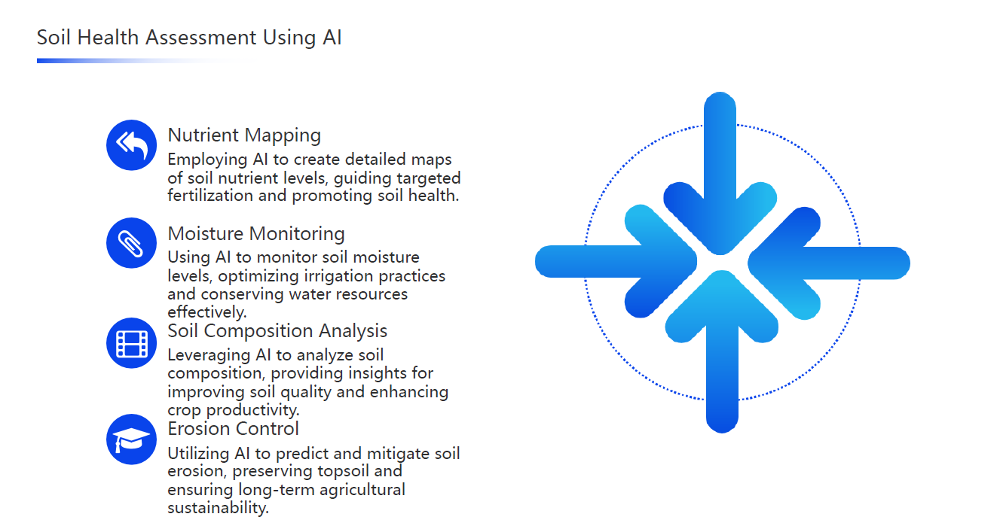 Soil Health Assessment Using AI
Nutrient Mapping
Employing AI to create detailed maps
of soil nutrient levels, guiding targeted
fertilization and promoting soil health.
Moisture Monitoring
Using AI to monitor soil moisture
levels, optimizing irrigation practices
and conserving water resources
effectively.
Soil Composition Analysis
Leveraging AI to analyze soil
composition, providing insights for
improving soil quality and enhancing
crop productivity.
Erosion Control
Utilizing AI to predict and mitigate soil
erosion, preserving topsoil and
ensuring long-term agricultural
sustainability.